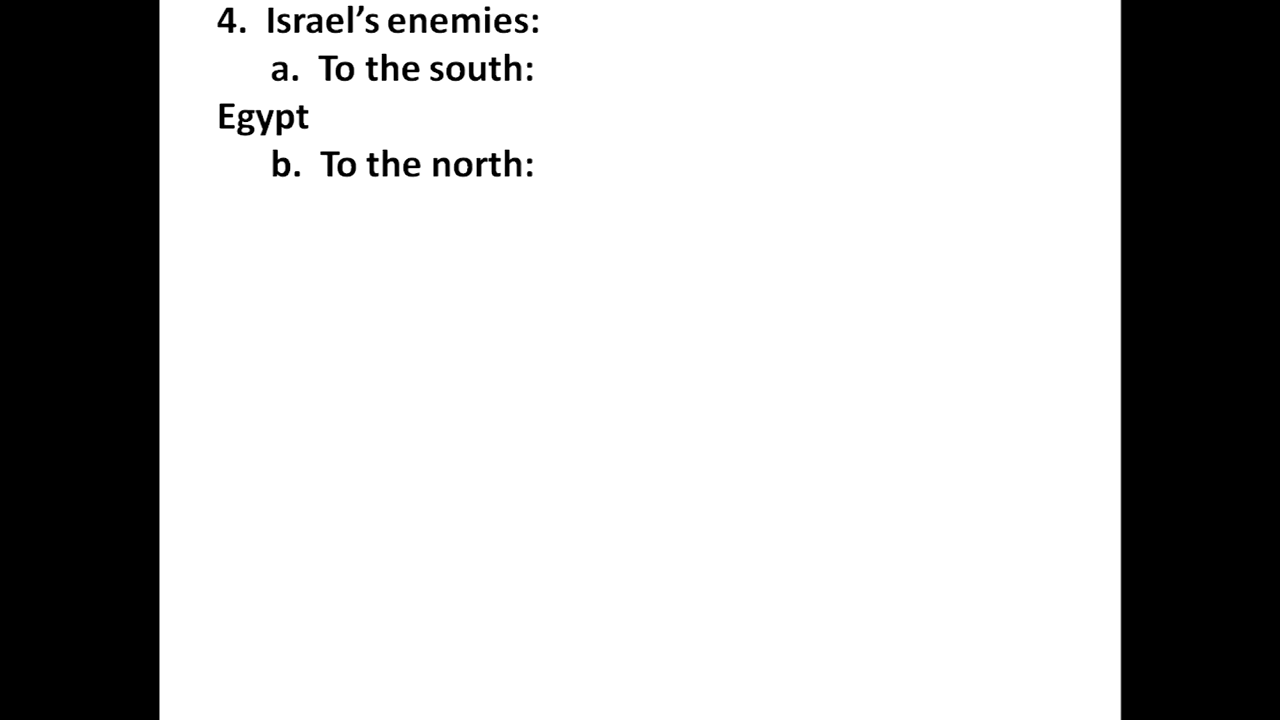 4. Israel’s enemies:
a. To the south:
Egypt
b. To the north: